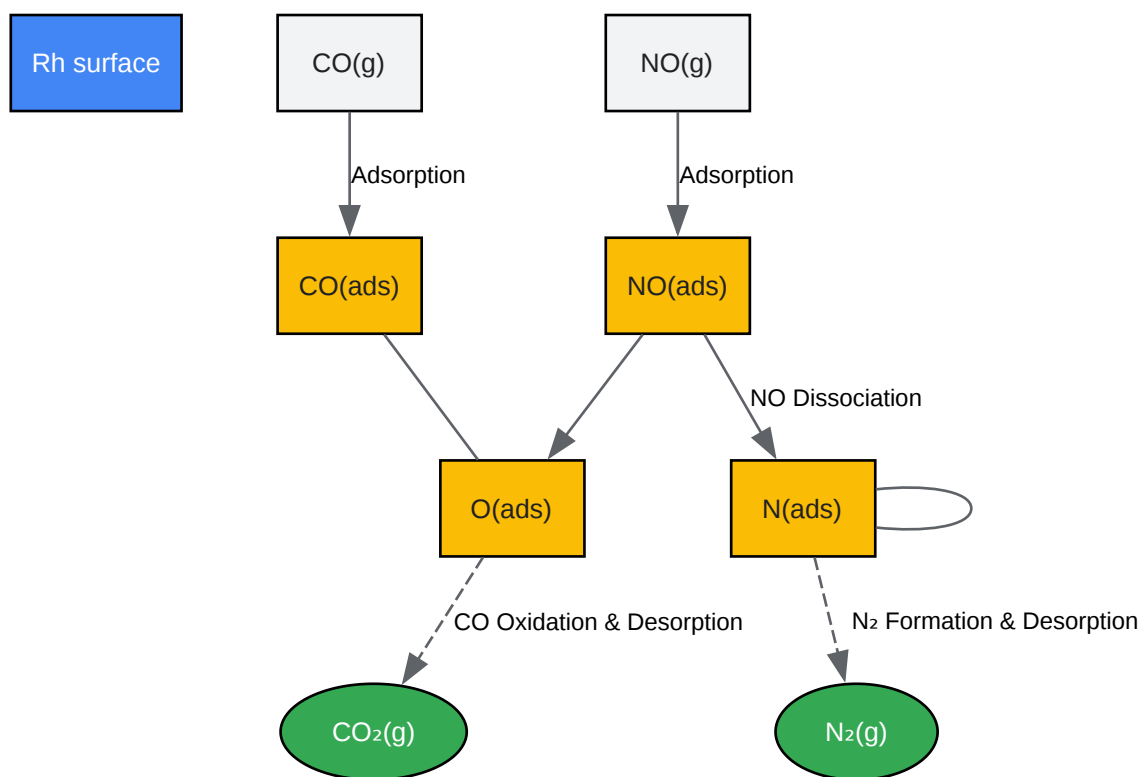 Rh surface
CO(g)
NO(g)
Adsorption
Adsorption
CO(ads)
NO(ads)
NO Dissociation
O(ads)
N(ads)
CO Oxidation & Desorption
N₂ Formation & Desorption
CO₂(g)
N₂(g)